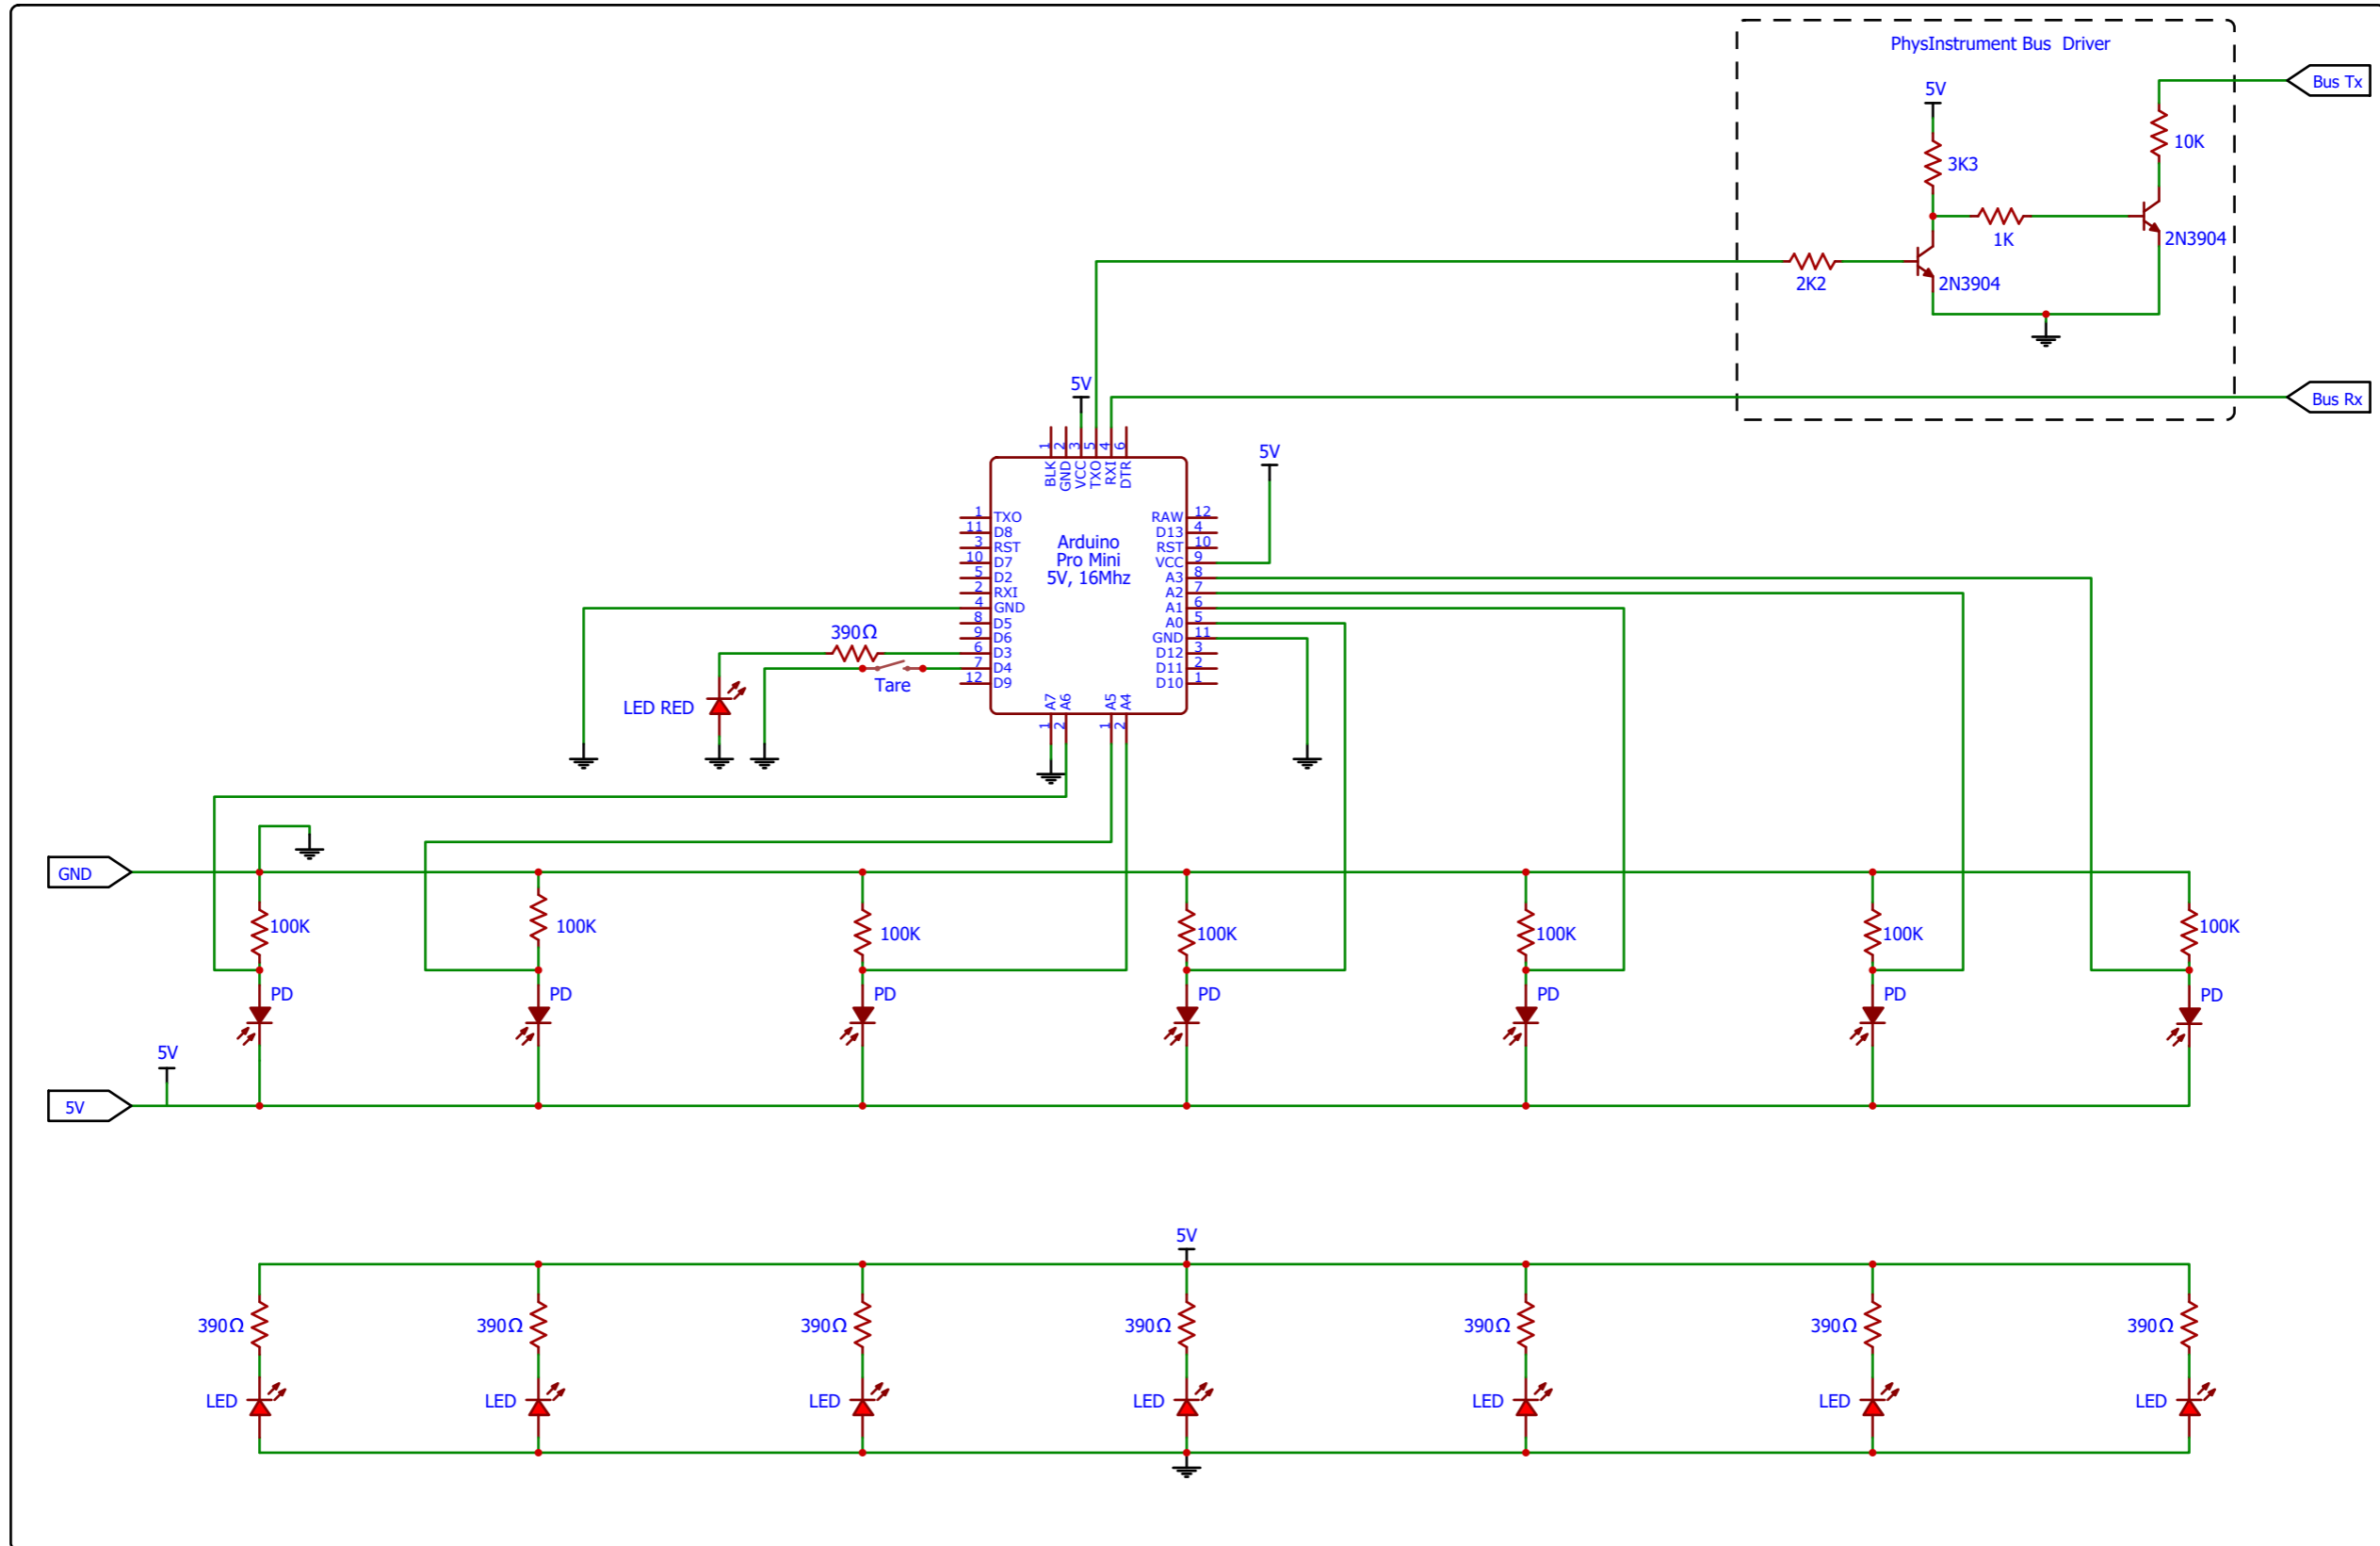 PhysInstrument Bus  Driver
Bus Tx
5V
10K
3K3
1K
2N3904
2K2
2N3904
Bus Rx
5V
1 2 3 5 4 6
BLK GND VCC TXO RXI DTR
5V
1 TXO
11 D8
3 RST
10 D7
5 D2
2 RXI
4 GND
8 D5
9 D6
6 D3
7 D4
12 D9
Arduino
Pro Mini
5V, 16Mhz
RAW 12
D13 4
RST 10
VCC 9
A3 8
A2 7
A1 6
A0 5
GND 11
D12 3
D11 2
D10 1
A7 A6 A5 A4
1 2 1 2
390Ω
Tare
LED RED
GND
100K 100K 100K 100K 100K 100K 100K
PD PD PD PD PD PD PD
5V
5V
5V
390Ω 390Ω 390Ω 390Ω 390Ω 390Ω 390Ω
LED LED LED LED LED LED LED